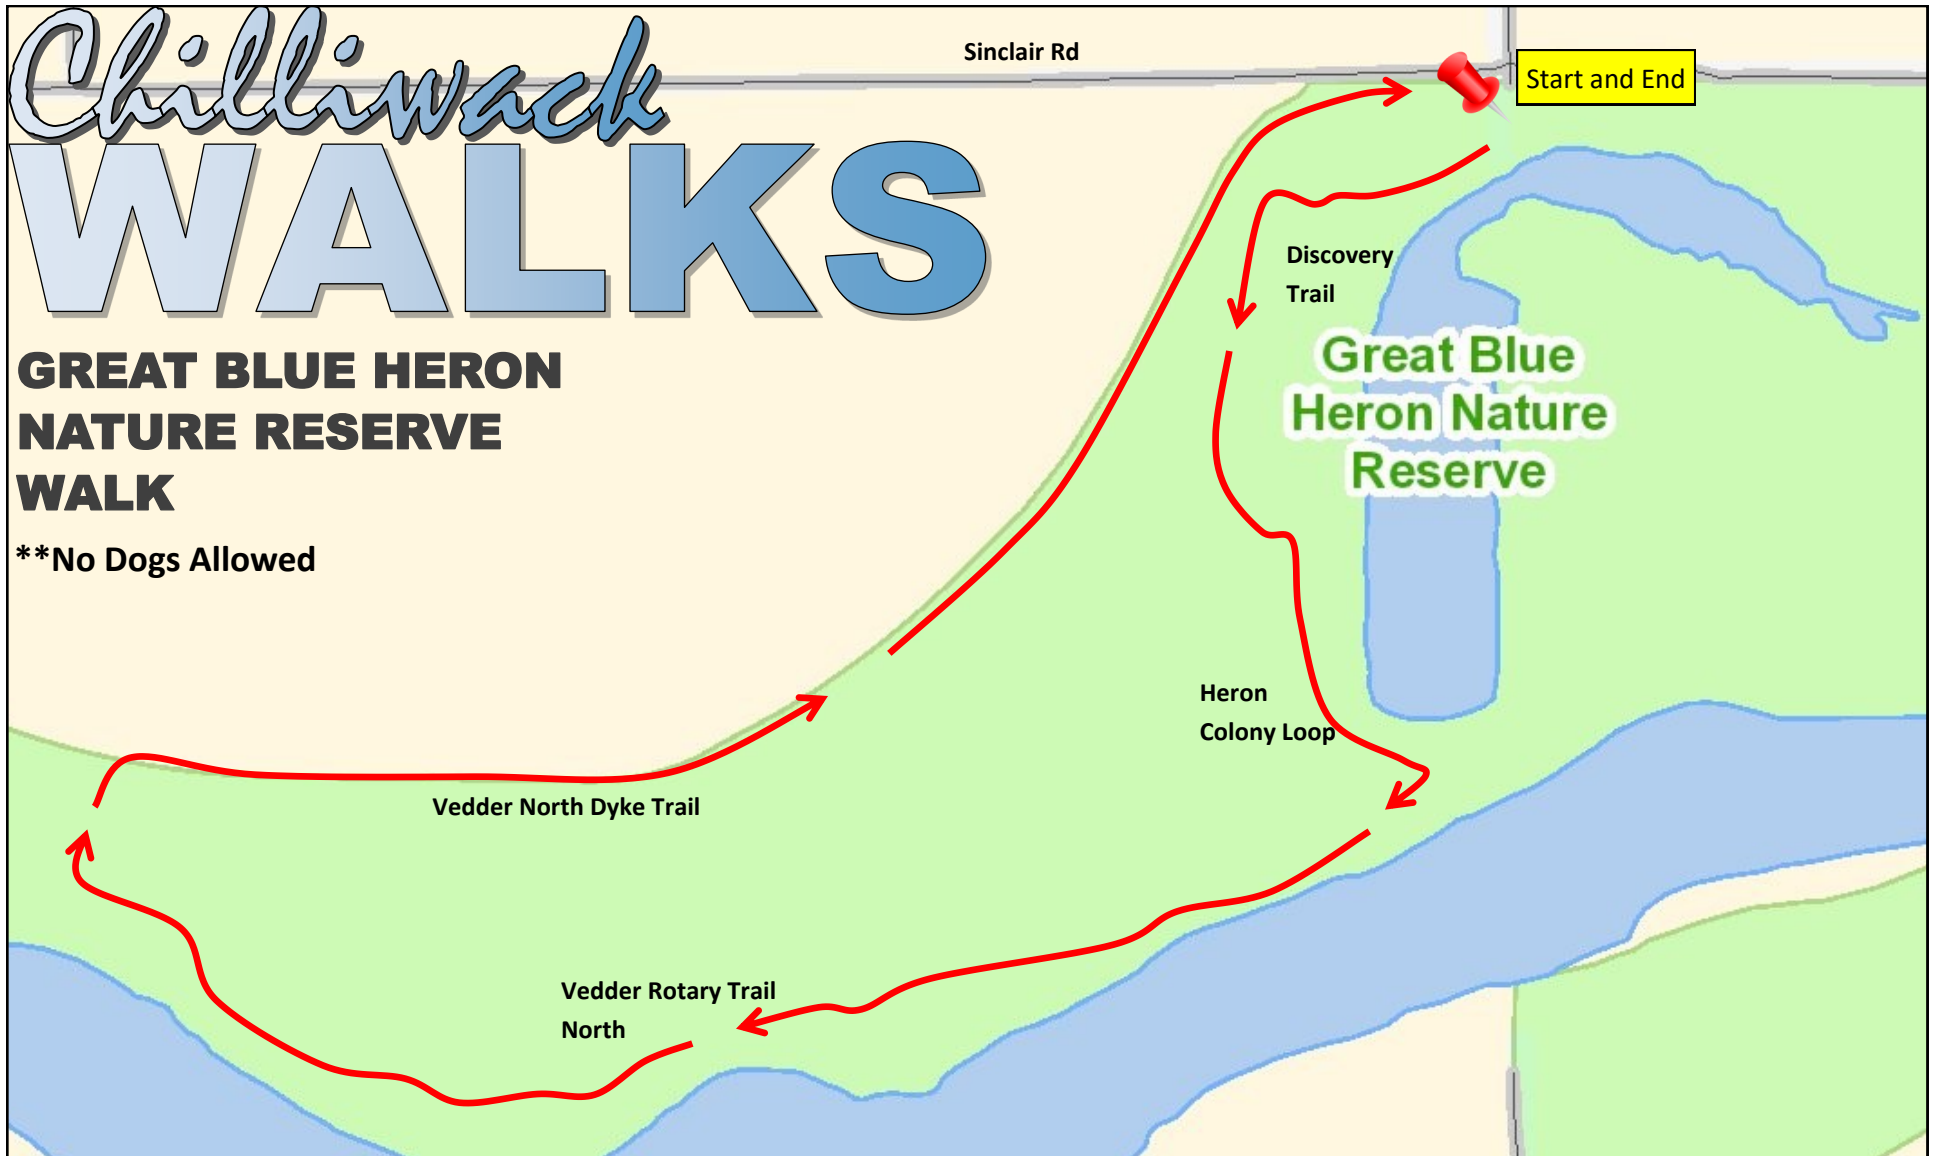 Chilliwack
WALKS
GREAT BLUE HERON
NATURE RESERVE
WALK
**No Dogs Allowed
Sinclair Rd
Start and End
Discovery
Trail
Great Blue
Heron Nature
Reserve
Heron
Colony Loop
Vedder North Dyke Trail
Vedder Rotary Trail
North